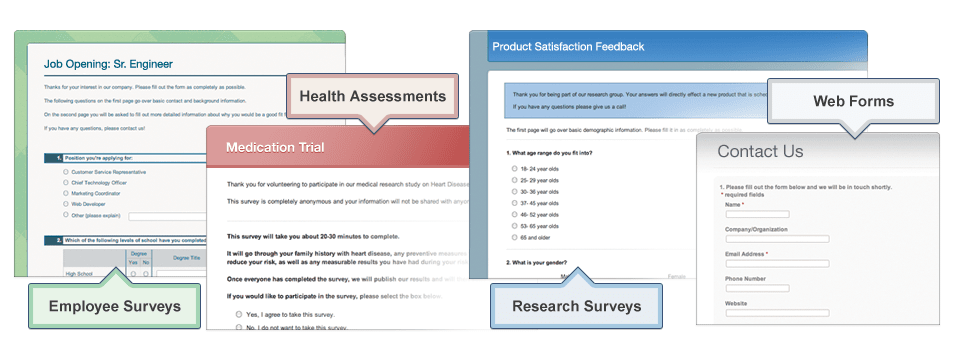 Job Opening: Sr. Engineer
Thanks for your interest in our company. Please fill out the form as completely as possible.
The following questions on the first page go over basic contact and background information.
On the second page you will be asked to fill out more detailed information about why you would be a good fit
If you have any questions, please contact us!
1. Position you're applying for:
Customer Service Representative
Chief Technology Officer
Marketing Coordinator
Web Developer
Other (please explain)
2. Which of the following levels of school have you completed
Degree
Yes No
Degree Title
High School
Employee Surveys
Health Assessments
Medication Trial
Thank you for volunteering to participate in our medical research study on Heart Disease
This survey is completely anonymous and your information will not be shared with anyon
This survey will take you about 20-30 minutes to complete.
It will go through your family history with heart disease, any preventive measures
reduce your risk, as well as any measurable results you have had during your
Once everyone has completed the survey, we will publish our results and
If you would like to participate in the survey, please select the box below
Yes, I agree to take this survey.
No, I do not want to take this survey.
Product Satisfaction Feedback
Thank you for being part of our research group. Your answers will directly effect a new product that is
If you have any questions please give us a call!
The first page will go over basic demographic information. Please fill it in as completely as possible.
1. What age range do you fit into?
18- 24 year olds
25- 29 year olds
30- 36 year olds
37- 45 year olds
46- 52 year olds
53- 65 year olds
65 and older
2. What is your gender?
Female
Research Surveys
Web Forms
Contact Us
1. Please fill out the form below and we will be in touch shortly.
* required fields
Name *
Company/Organization
Email Address *
Phone Number
Website